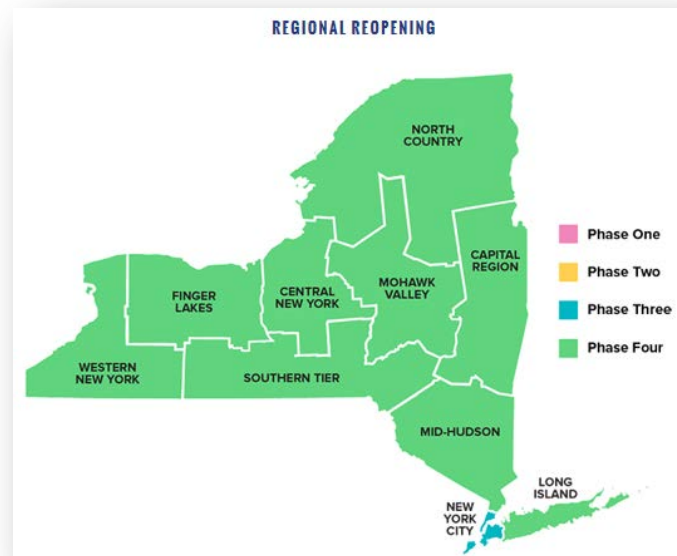 REGIONAL REOPENING
NORTH
COUNTRY
Phase One
Phase Two
Phase Three
Phase Four
CAPITAL
REGION
MOHAWK
VALLEY
CENTRAL
NEW YORK
FINGER
LAKES
WESTERN
NEW YORK
SOUTHERN TIER
MID-HUDSON
LONG
ISLAND
NEW
YORK
CITY